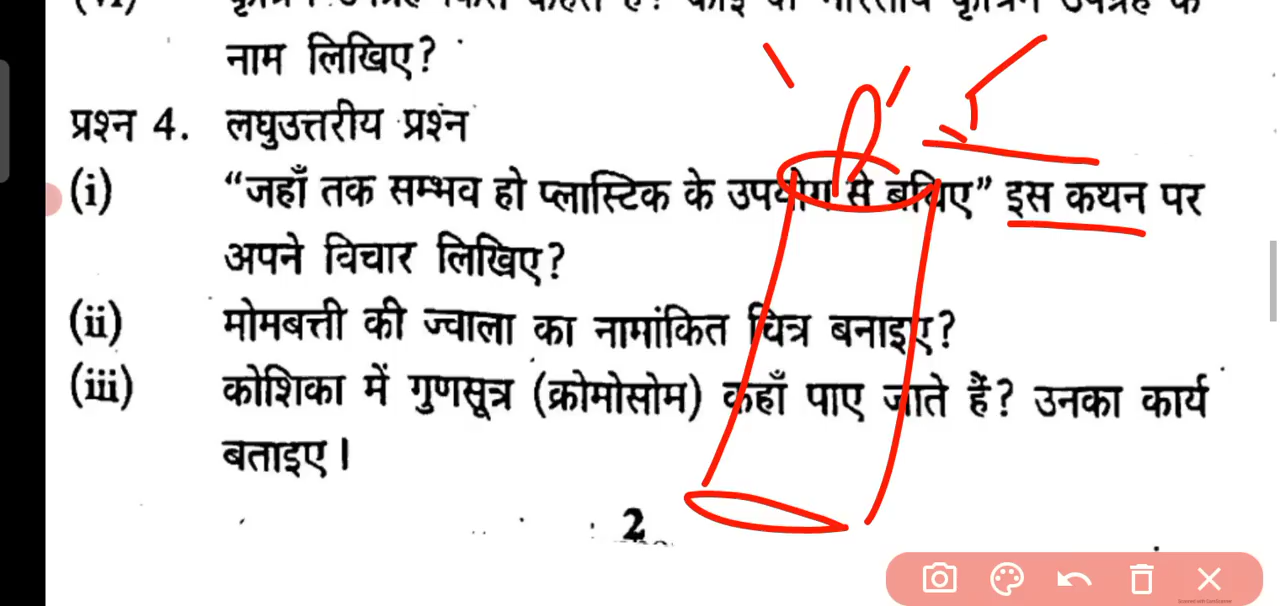 नाम लिखिए?
प्रश्न 4. लघुउत्तरीय प्रश्न
(i) “जहाँ तक सम्भव हो प्लास्टिक के उपयोग से बचिए” इस कथन पर
अपने विचार लिखिए?
(ii) मोमबत्ती की ज्वाला का नामांकित चित्र बनाइए?
(iii) कोशिका में गुणसूत्र (क्रोमोसोम) कहाँ पाए जाते हैं? उनका कार्य
बताइए।
2